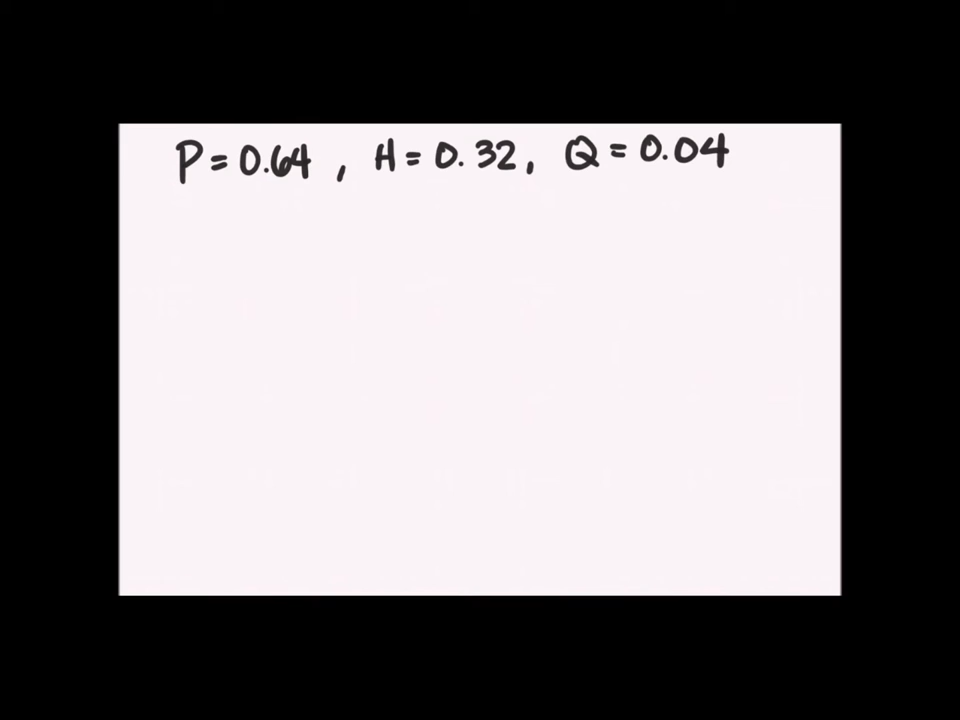 P = 0.64 , H = 0.32, Q = 0.04